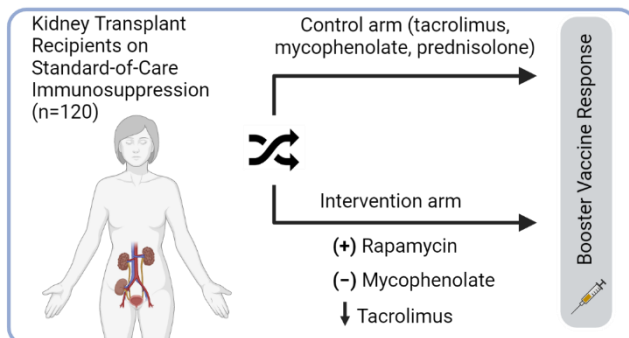 Kidney Transplant
Recipients on
Standard-of-Care
Immunosuppression
(n=120)
Control arm (tacrolimus,
mycophenolate, prednisolone)
Intervention arm
(+) Rapamycin
(−) Mycophenolate
↓ Tacrolimus
Booster Vaccine Response